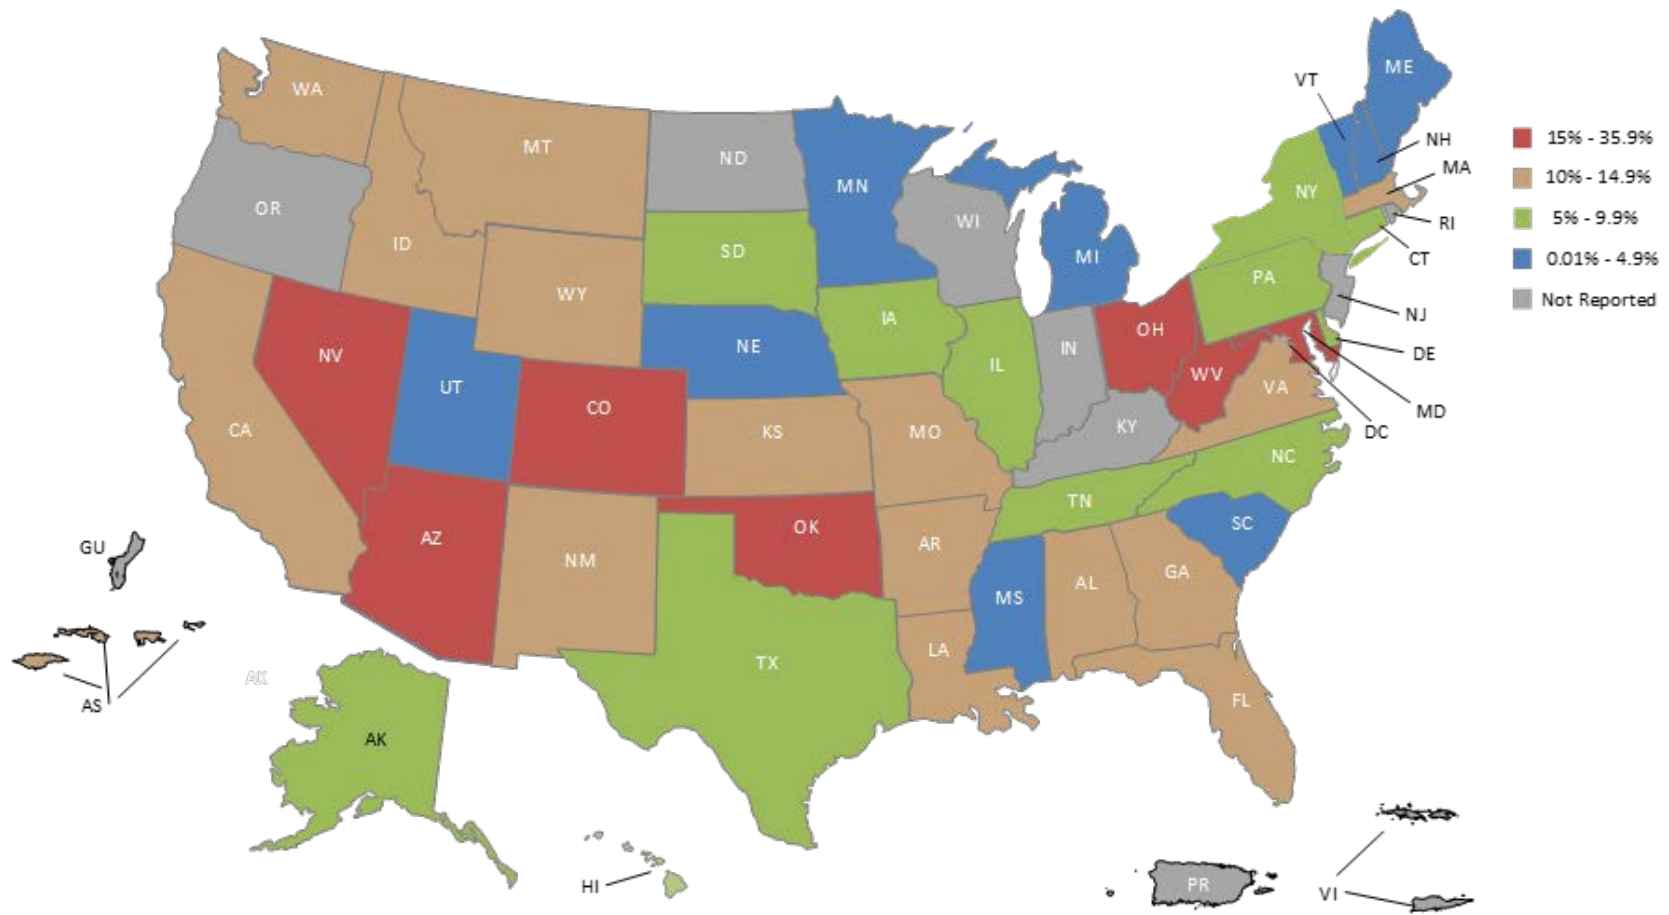 ME
VT
WA
NH
15% - 35.9%
MT
ND
MA
10% - 14.9%
MN
NY
OR
WI
RI
5% - 9.9%
ID
SD
MI
CT
0.01% - 4.9%
PA
WY
Not Reported
IA
NJ
NV
NE
IN
OH
DE
UT
IL
WV
VA
CO
MD
CA
KS
MO
KY
DC
NC
TN
AZ
OK
SC
GU
NM
AR
GA
AL
MS
LA
TX
AK
FL
AS
AK
HI
PR
VI